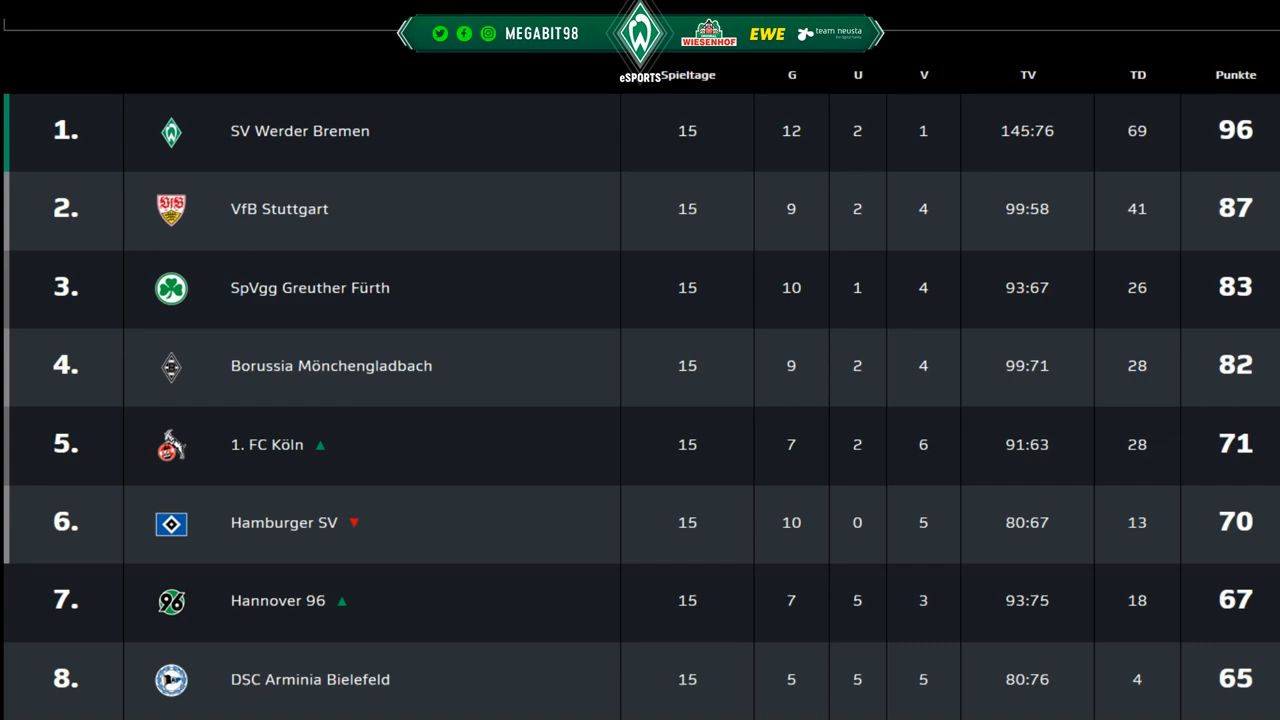 MEGABIT98
WIESENHOF
EWE
team neusta
eSPORTS
Spieltage G U V TV TD Punkte
1. SV Werder Bremen 15 12 2 1 145:76 69 96
2. VfB Stuttgart 15 9 2 4 99:58 41 87
3. SpVgg Greuther Fürth 15 10 1 4 93:67 26 83
4. Borussia Mönchengladbach 15 9 2 4 99:71 28 82
5. 1. FC Köln 15 7 2 6 91:63 28 71
6. Hamburger SV 15 10 0 5 80:67 13 70
7. 96 Hannover 96 15 7 5 3 93:75 18 67
8. DSC Arminia Bielefeld 15 5 5 5 80:76 4 65